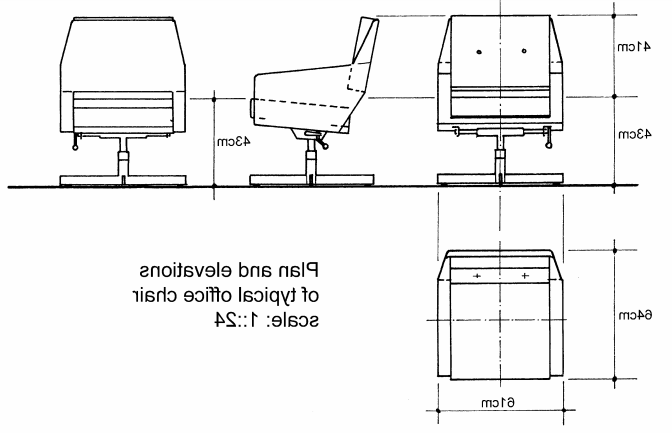 Plan and elevations
of typical office chair
scale: 1::24
43cm
41cm
43cm
64cm
61cm